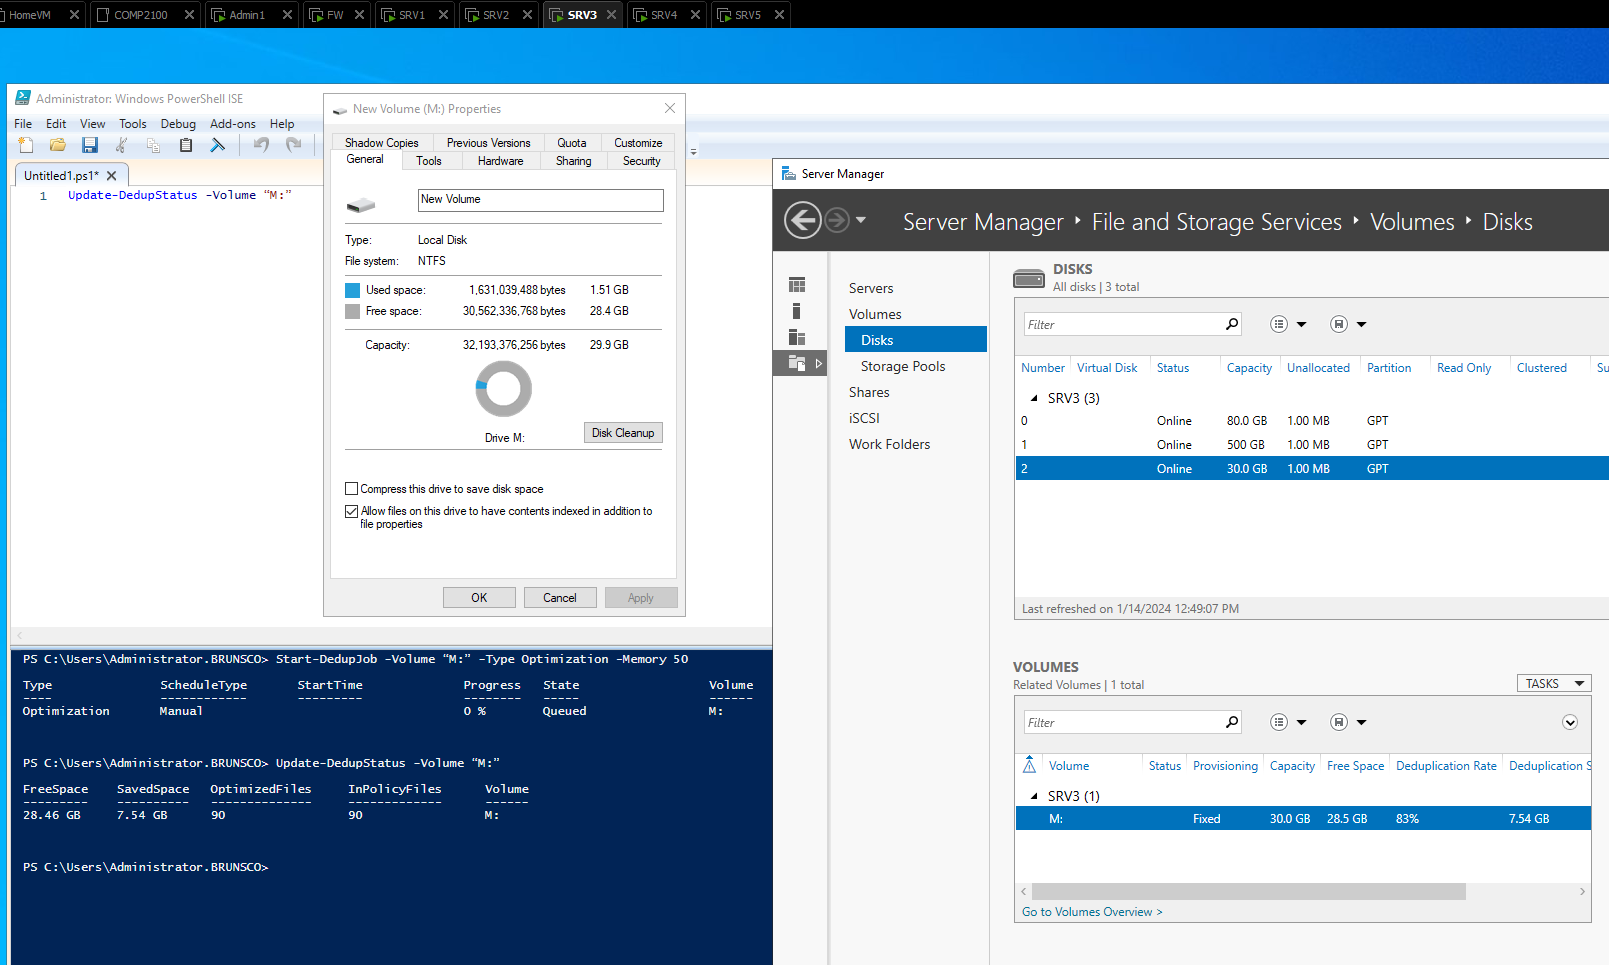 HomeVM COMP2100 Admin1 FW SRV1 SRV2 SRV3 SRV4 SRV5
Administrator: Windows PowerShell ISE
File Edit View Tools Debug Add-ons Help
Untitled1.ps1*
1 Update-DedupStatus -Volume “M:”
New Volume (M:) Properties
Shadow Copies Previous Versions Quota Customize
General Tools Hardware Sharing Security
New Volume
Type: Local Disk
File system: NTFS
Used space: 1,631,039,488 bytes 1.51 GB
Free space: 30,562,336,768 bytes 28.4 GB
Capacity: 32,193,376,256 bytes 29.9 GB
Drive M:
Disk Cleanup
Compress this drive to save disk space
Allow files on this drive to have contents indexed in addition to
file properties
OK Cancel Apply
PS C:\Users\Administrator.BRUNSCO> Start-DedupJob -Volume “M:” -Type Optimization -Memory 50
Type ScheduleType StartTime Progress State Volume
---- ------------ --------- -------- ----- ------
Optimization Manual 0 % Queued M:
PS C:\Users\Administrator.BRUNSCO> Update-DedupStatus -Volume “M:”
FreeSpace SavedSpace OptimizedFiles InPolicyFiles Volume
--------- ---------- -------------- ------------- ------
28.46 GB 7.54 GB 90 90 M:
PS C:\Users\Administrator.BRUNSCO>
Server Manager
Server Manager ‣ File and Storage Services ‣ Volumes ‣ Disks
Servers
Volumes
Disks
Storage Pools
Shares
iSCSI
Work Folders
DISKS
All disks | 3 total
Filter
Number Virtual Disk Status Capacity Unallocated Partition Read Only Clustered Su
SRV3 (3)
0 Online 80.0 GB 1.00 MB GPT
1 Online 500 GB 1.00 MB GPT
2 Online 30.0 GB 1.00 MB GPT
Last refreshed on 1/14/2024 12:49:07 PM
VOLUMES
Related Volumes | 1 total
TASKS
Filter
Volume Status Provisioning Capacity Free Space Deduplication Rate Deduplication S
SRV3 (1)
M: Fixed 30.0 GB 28.5 GB 83% 7.54 GB
Go to Volumes Overview >